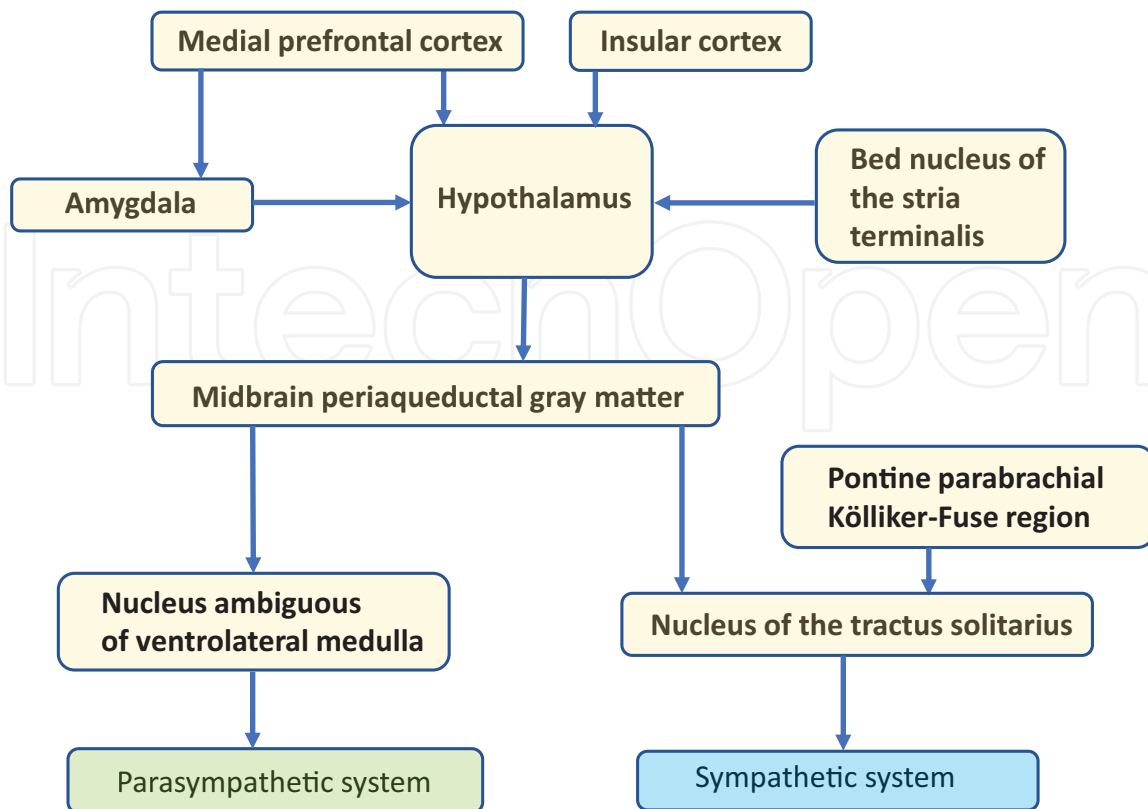 Medial prefrontal cortex
Insular cortex
Amygdala
Hypothalamus
Bed nucleus of
the stria
terminalis
IntechOpen
Midbrain periaqueductal gray matter
Pontine parabrachial
Kölliker-Fuse region
Nucleus ambiguous
of ventrolateral medulla
Nucleus of the tractus solitarius
Parasympathetic system
Sympathetic system